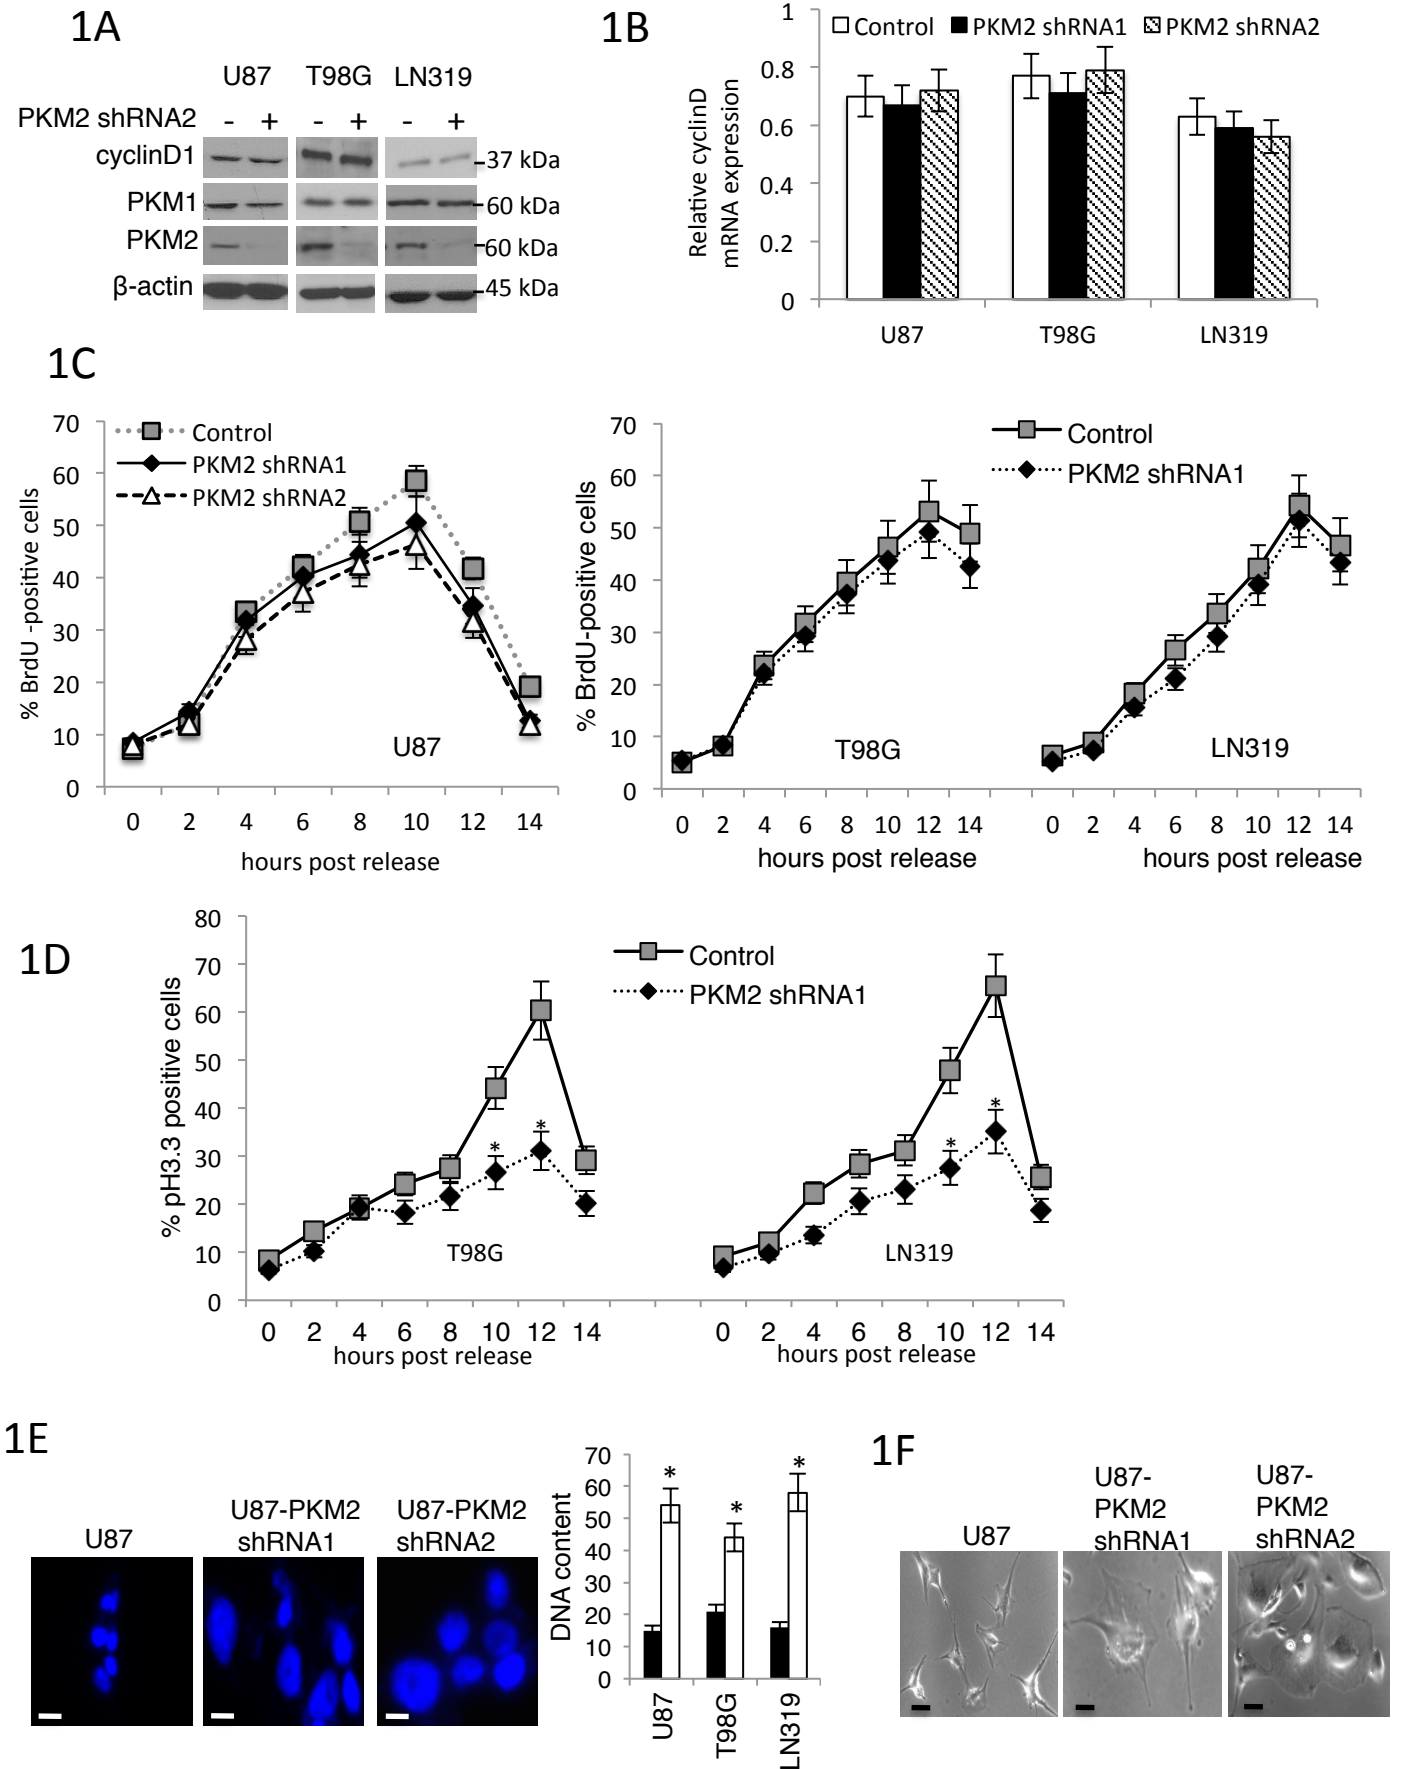 1A
U87 T98G LN319
PKM2 shRNA2 - + - + - +
cyclinD1 37 kDa
PKM1 60 kDa
PKM2 60 kDa
β-actin 45 kDa
1B
Control PKM2 shRNA1 PKM2 shRNA2
Relative cyclinD
mRNA expression
1
0.8
0.6
0.4
0.2
0
U87 T98G LN319
1C
% BrdU -positive cells
70
60
50
40
30
20
10
0
Control
PKM2 shRNA1
PKM2 shRNA2
U87
0 2 4 6 8 10 12 14
hours post release
% BrdU-positive cells
70
60
50
40
30
20
10
0
Control
PKM2 shRNA1
T98G LN319
0 2 4 6 8 10 12 14 0 2 4 6 8 10 12 14
hours post release hours post release
1D
% pH3.3 positive cells
80
70
60
50
40
30
20
10
0
Control
PKM2 shRNA1
* * * *
T98G LN319
0 2 4 6 8 10 12 14 0 2 4 6 8 10 12 14
hours post release hours post release
1E
U87
U87-PKM2
shRNA1
U87-PKM2
shRNA2
DNA content
70
60
50
40
30
20
10
0
* * *
U87 T98G LN319
1F
U87
U87-
PKM2
shRNA1
U87-
PKM2
shRNA2